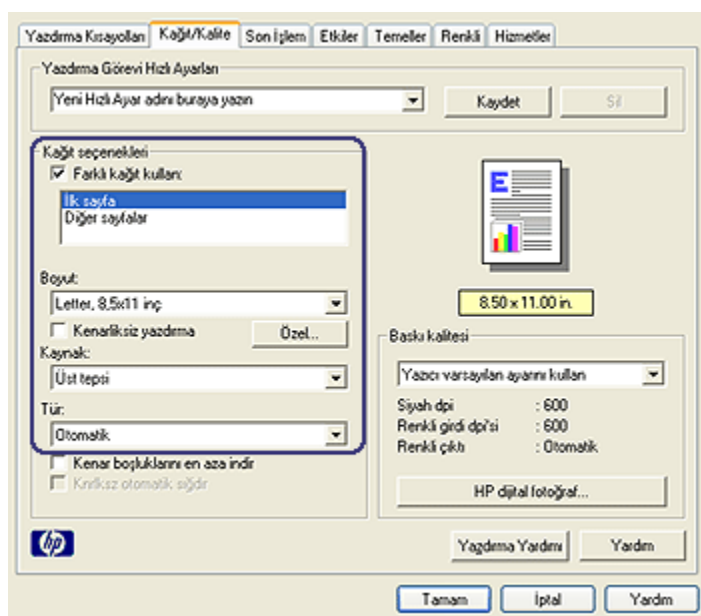 Yazdırma Kısayolları Kağıt/Kalite Son İşlem Etkiler Temeller Renkli Hizmetler
Yazdırma Görevi Hızlı Ayarları
Yeni Hızlı Ayar adını buraya yazın
Kaydet
Sil
Kağıt seçenekleri
Farklı kağıt kullan:
İlk sayfa
Diğer sayfalar
Boyut:
Letter, 8,5x11 inç
Kenarlıksız yazdırma
Özel...
Kaynak:
Üst tepsi
Tür:
Otomatik
Kenar boşluklarını en aza indir
Knrlksz otomatik sığdır
E
8.50 x 11.00 in.
Baskı kalitesi
Yazıcı varsayılan ayarını kullan
Siyah dpi : 600
Renkli girdi dpi'si : 600
Renkli çıktı : Otomatik
HP dijital fotoğraf...
hp
Yazdırma Yardımı
Yardım
Tamam
İptal
Yardım